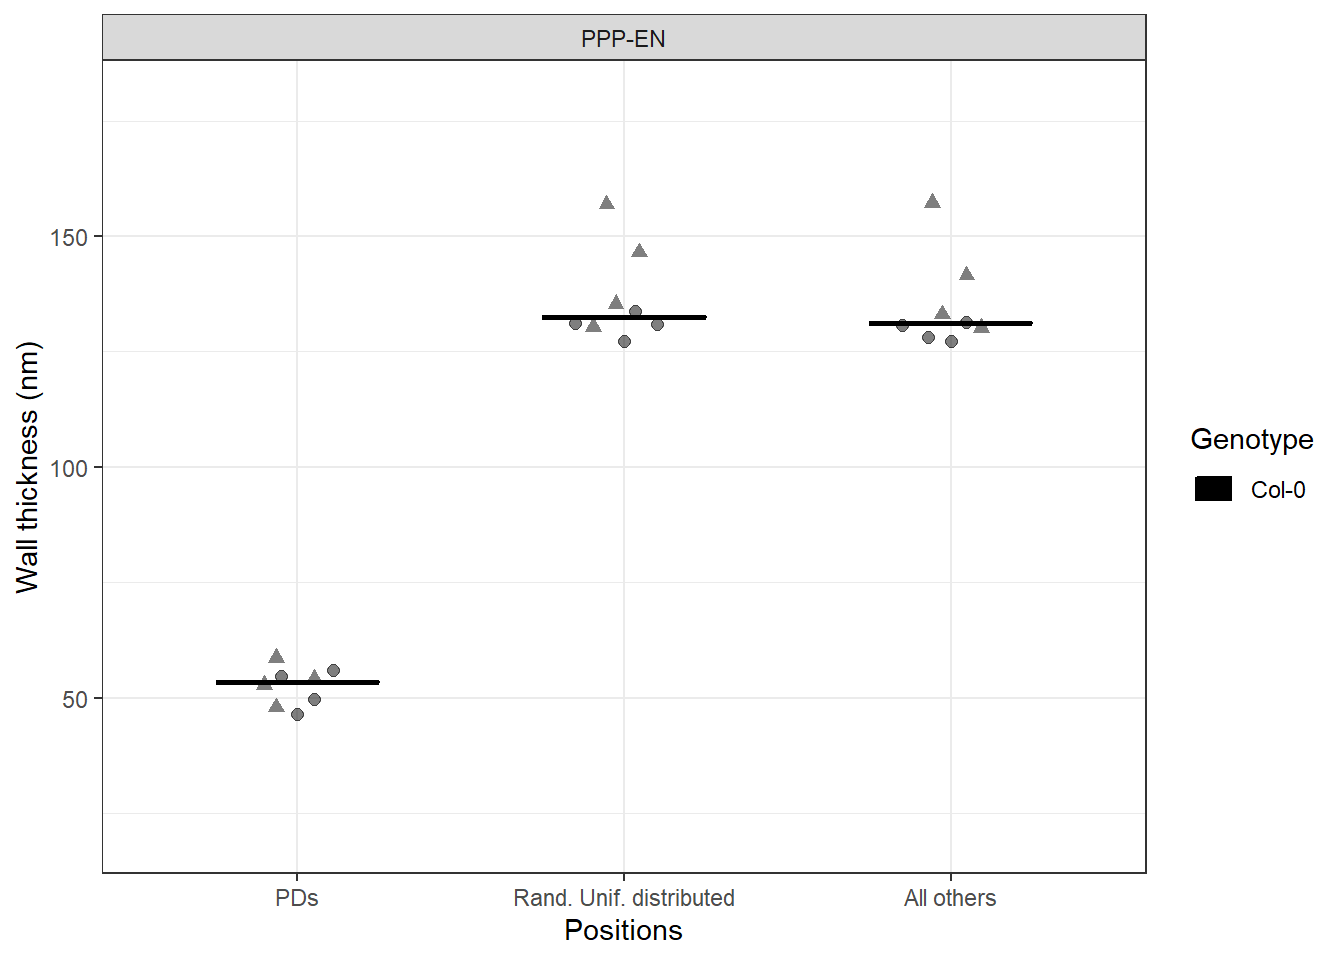 PPP-EN
150
100
50
Wall thickness (nm)
PDs
Rand. Unif. distributed
All others
Positions
Genotype
Col-0